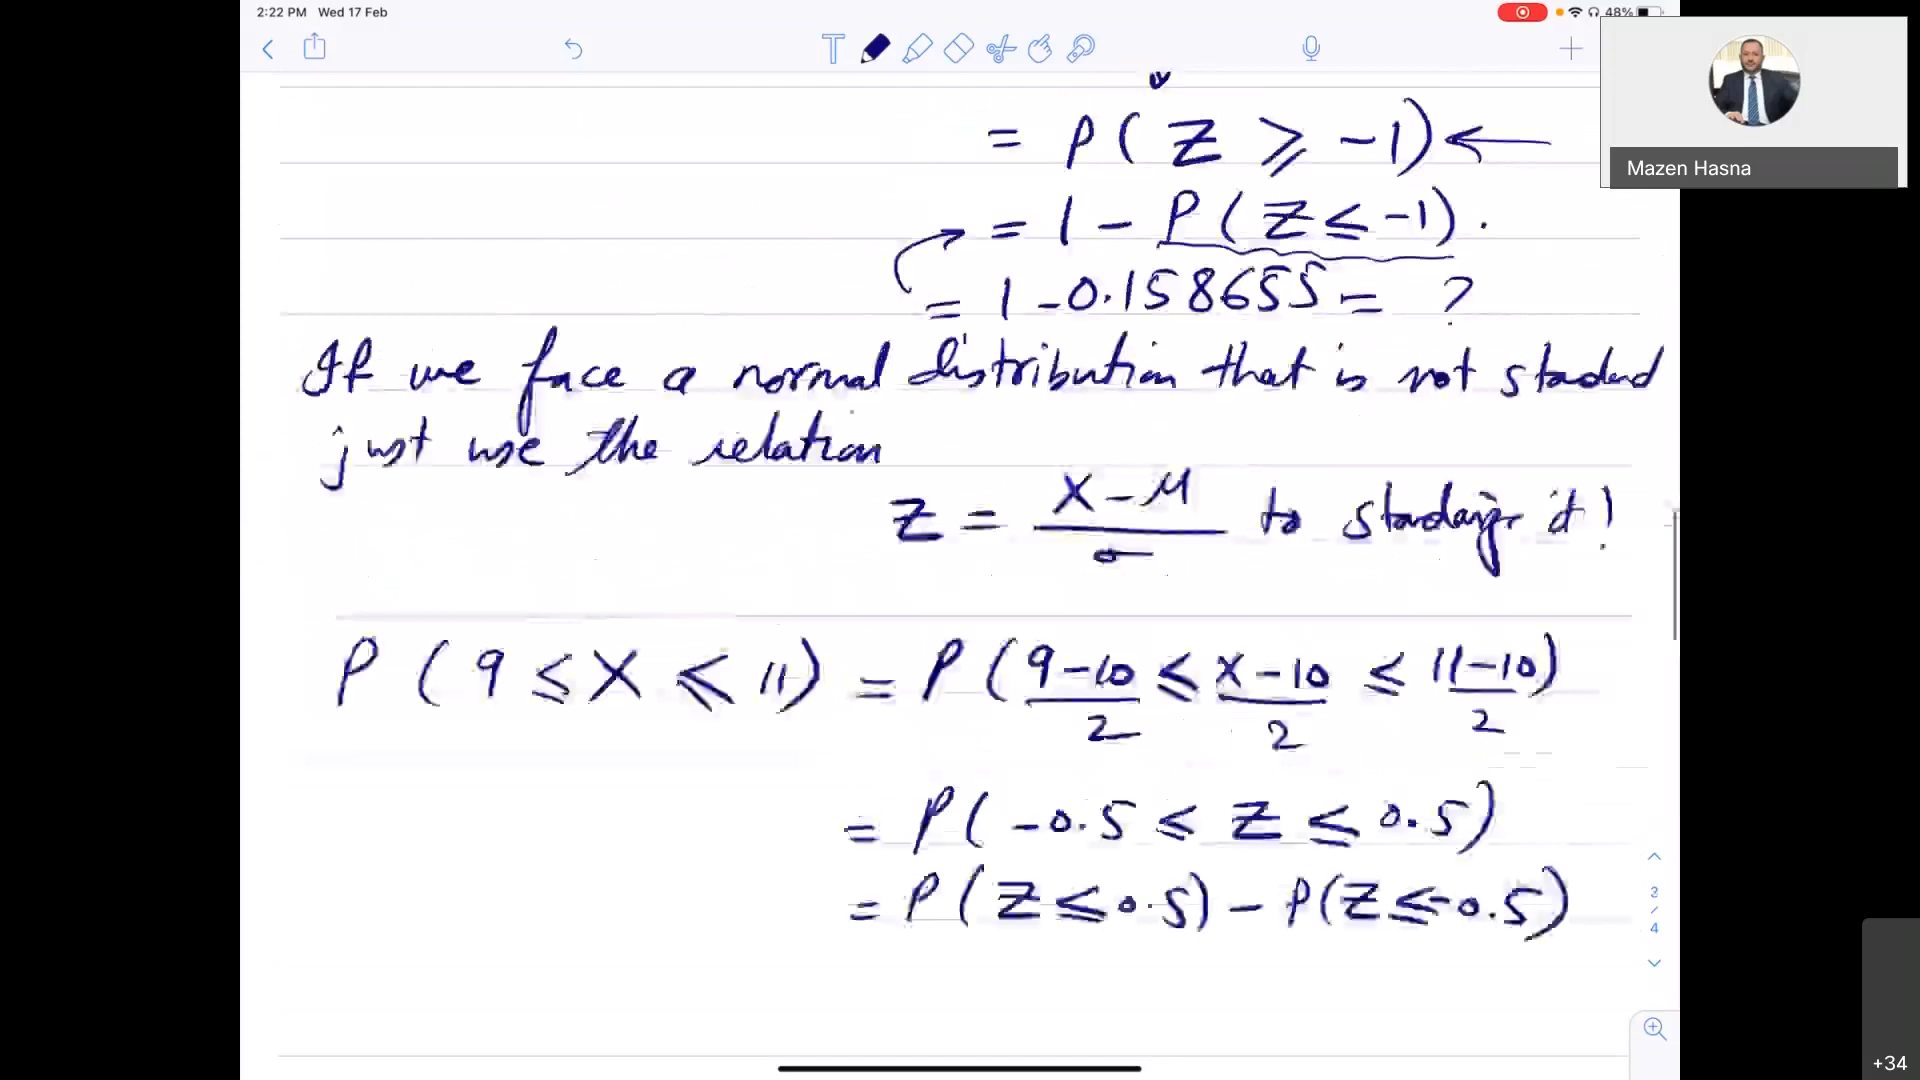 2:22 PM Wed 17 Feb
48%
Mazen Hasna
= P(Z ≥ -1) ←
= 1 - P(Z ≤ -1).
= 1 - 0.158655 = ?
If we face a normal distribution that is not
just use the relation
Z = (X - μ)/σ to it!
P(9 ≤ X ≤ 11) = P((9-10)/2 ≤ (X-10)/2 ≤ (11-10)/2)
= P(-0.5 ≤ Z ≤ 0.5)
= P(Z ≤ 0.5) - P(Z ≤ -0.5)
2/4
+34